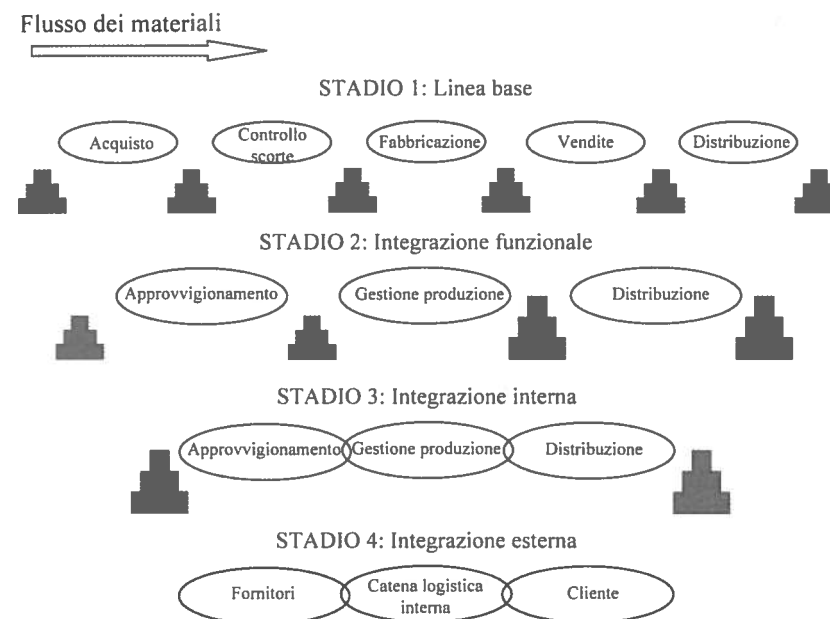 Flusso dei materiali
STADIO 1: Linea base
Acquisto
Controllo
scorte
Fabbricazione
Vendite
Distribuzione
STADIO 2: Integrazione funzionale
Approvvigionamento
Gestione produzione
Distribuzione
STADIO 3: Integrazione interna
Approvvigionamento
Gestione produzione
Distribuzione
STADIO 4: Integrazione esterna
Fornitori
Catena logistica
interna
Cliente